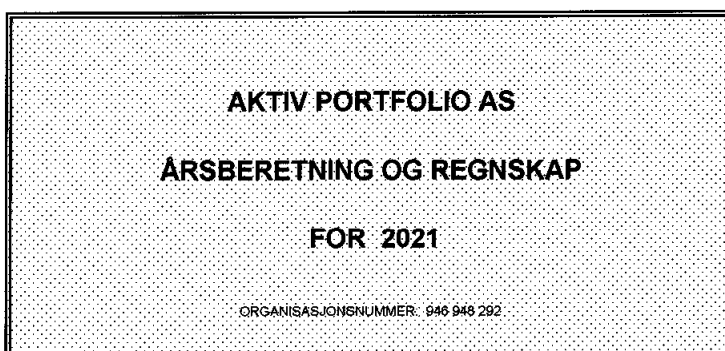 AKTIV PORTFOLIO AS
ÅRSBERETNING OG REGNSKAP
FOR 2021
ORGANISASJONSNUMMER: 946 948 292